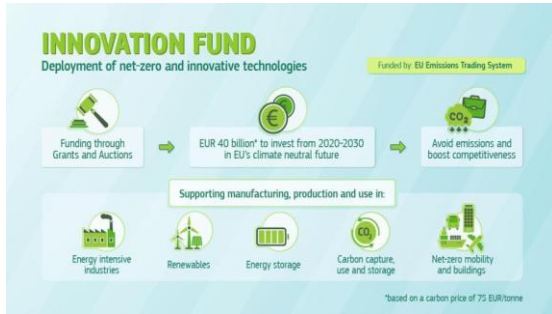 INNOVATION FUND
Deployment of net-zero and innovative technologies
Funded by: EU Emissions Trading System
Funding through
Grants and Auctions
EUR 40 billion* to invest from 2020-2030
in EU's climate neutral future
CO₂
Avoid emissions and
boost competitiveness
Supporting manufacturing, production and use in:
Energy intensive
industries
Renewables
Energy storage
CO₂
Carbon capture,
use and storage
Net-zero mobility
and buildings
*based on a carbon price of 75 EUR/tonne